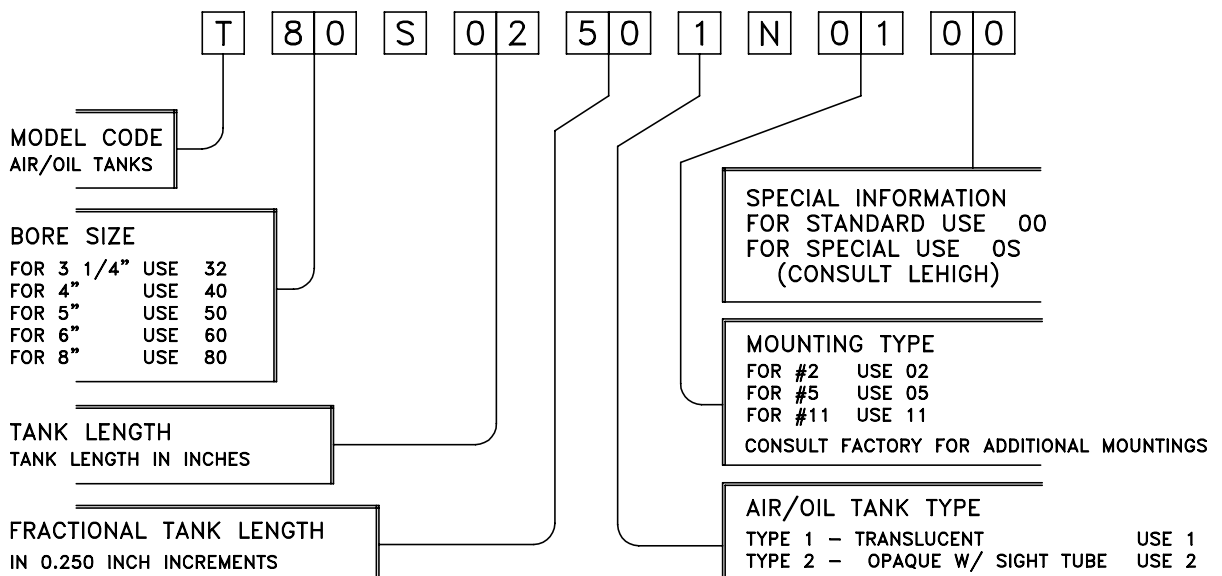 T 8 0 S 0 2 5 0 1 N 0 1 0 0
MODEL CODE
AIR/OIL TANKS
BORE SIZE
FOR 3 1/4" USE 32
FOR 4" USE 40
FOR 5" USE 50
FOR 6" USE 60
FOR 8" USE 80
TANK LENGTH
TANK LENGTH IN INCHES
FRACTIONAL TANK LENGTH
IN 0.250 INCH INCREMENTS
SPECIAL INFORMATION
FOR STANDARD USE 00
FOR SPECIAL USE 0S
(CONSULT LEHIGH)
MOUNTING TYPE
FOR #2 USE 02
FOR #5 USE 05
FOR #11 USE 11
CONSULT FACTORY FOR ADDITIONAL MOUNTINGS
AIR/OIL TANK TYPE
TYPE 1 – TRANSLUCENT USE 1
TYPE 2 – OPAQUE W/ SIGHT TUBE USE 2